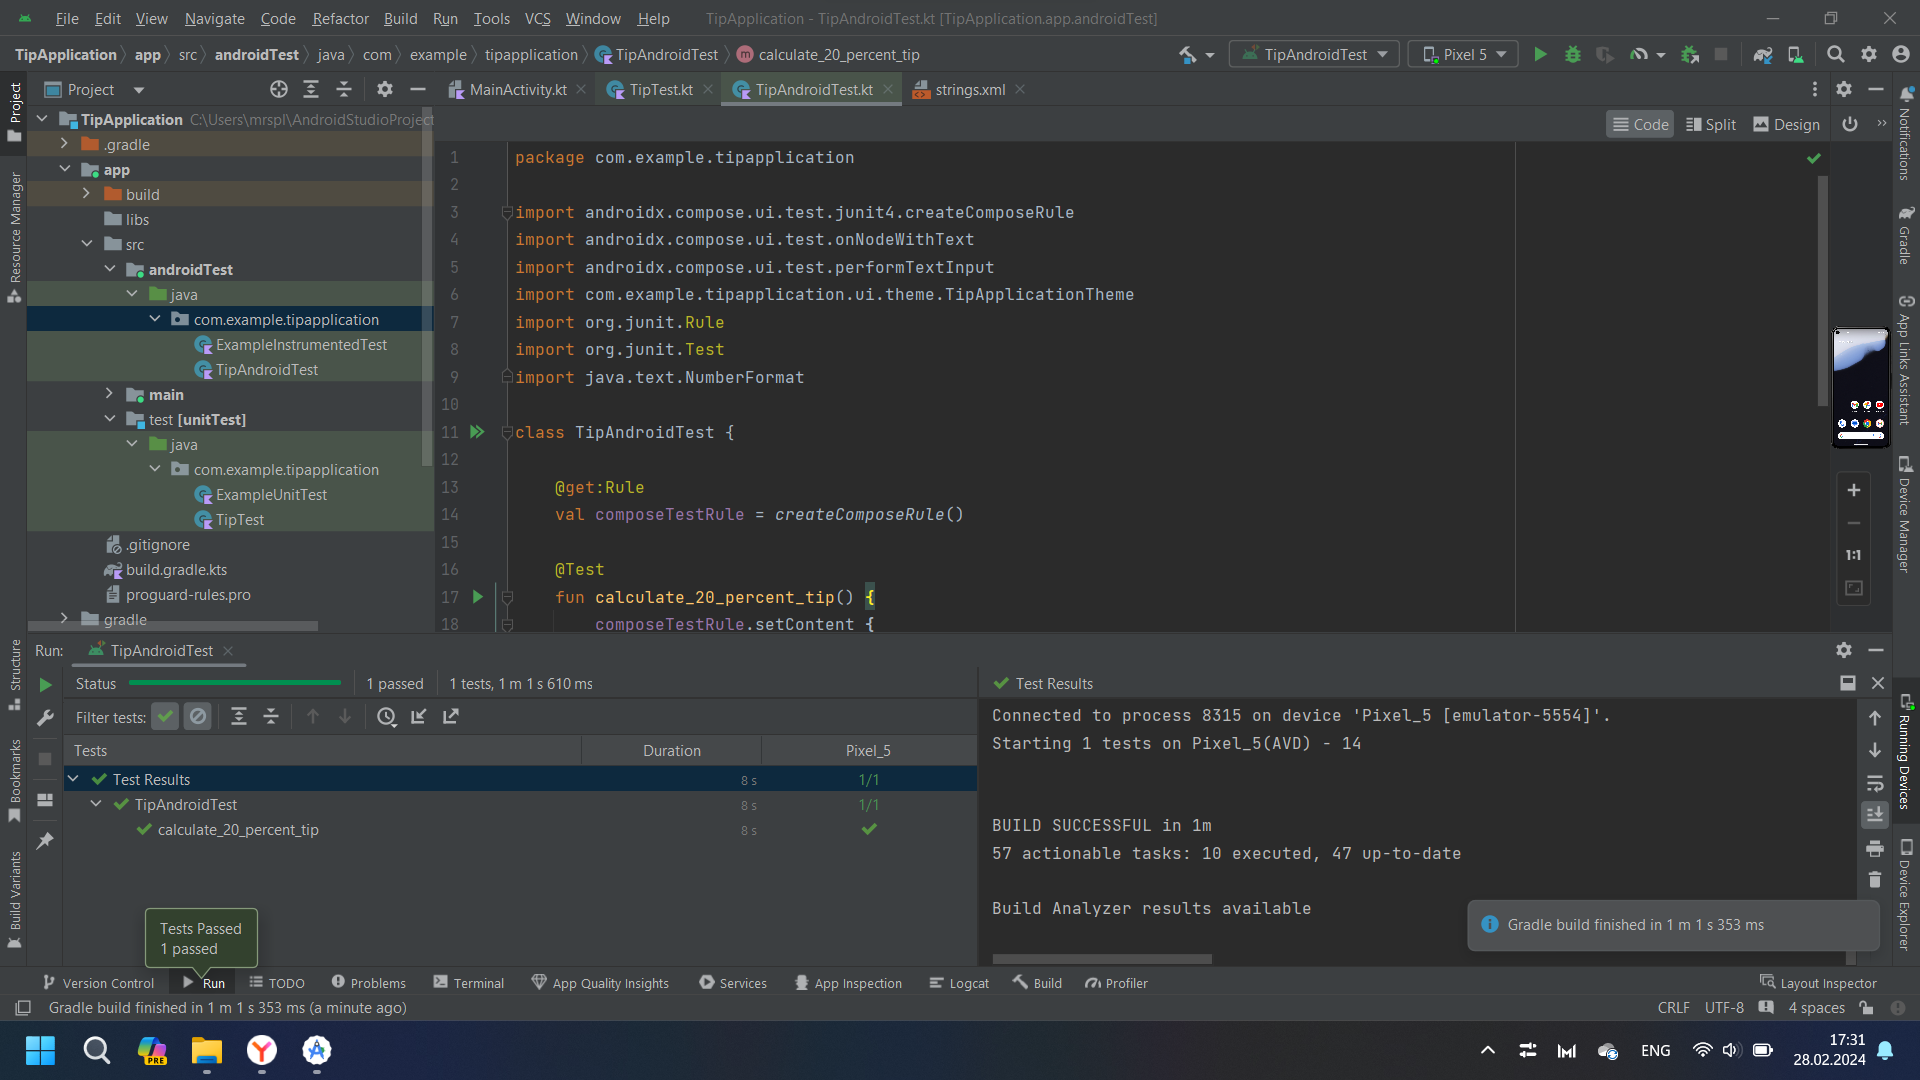 File Edit View Navigate Code Refactor Build Run Tools VCS Window Help TipApplication - TipAndroidTest.kt [TipApplication.app.androidTest]
TipApplication app src androidTest java com example tipapplication TipAndroidTest calculate_20_percent_tip TipAndroidTest Pixel 5
Project
MainActivity.kt TipTest.kt TipAndroidTest.kt strings.xml
Code Split Design
Project
Resource Manager
Structure
Bookmarks
Build Variants
TipApplication C:\Users\mrspl\AndroidStudioProject
.gradle
app
build
libs
src
androidTest
java
com.example.tipapplication
ExampleInstrumentedTest
TipAndroidTest
main
test [unitTest]
java
com.example.tipapplication
ExampleUnitTest
TipTest
.gitignore
build.gradle.kts
proguard-rules.pro
gradle
1 package com.example.tipapplication
2
3 import androidx.compose.ui.test.junit4.createComposeRule
4 import androidx.compose.ui.test.onNodeWithText
5 import androidx.compose.ui.test.performTextInput
6 import com.example.tipapplication.ui.theme.TipApplicationTheme
7 import org.junit.Rule
8 import org.junit.Test
9 import java.text.NumberFormat
10
11 class TipAndroidTest {
12
13 @get:Rule
14 val composeTestRule = createComposeRule()
15
16 @Test
17 fun calculate_20_percent_tip() {
18 composeTestRule.setContent {
1:1
Notifications
Gradle
App Links Assistant
Device Manager
Running Devices
Device Explorer
Run: TipAndroidTest
Status 1 passed 1 tests, 1 m 1 s 610 ms
Filter tests:
Tests Duration Pixel_5
Test Results 8 s 1/1
TipAndroidTest 8 s 1/1
calculate_20_percent_tip 8 s
Tests Passed
1 passed
Test Results
Connected to process 8315 on device 'Pixel_5 [emulator-5554]'.
Starting 1 tests on Pixel_5(AVD) - 14
BUILD SUCCESSFUL in 1m
57 actionable tasks: 10 executed, 47 up-to-date
Build Analyzer results available
Gradle build finished in 1 m 1 s 353 ms
Version Control Run TODO Problems Terminal App Quality Insights Services App Inspection Logcat Build Profiler Layout Inspector
Gradle build finished in 1 m 1 s 353 ms (a minute ago) CRLF UTF-8 4 spaces
PRE
ENG
17:31
28.02.2024